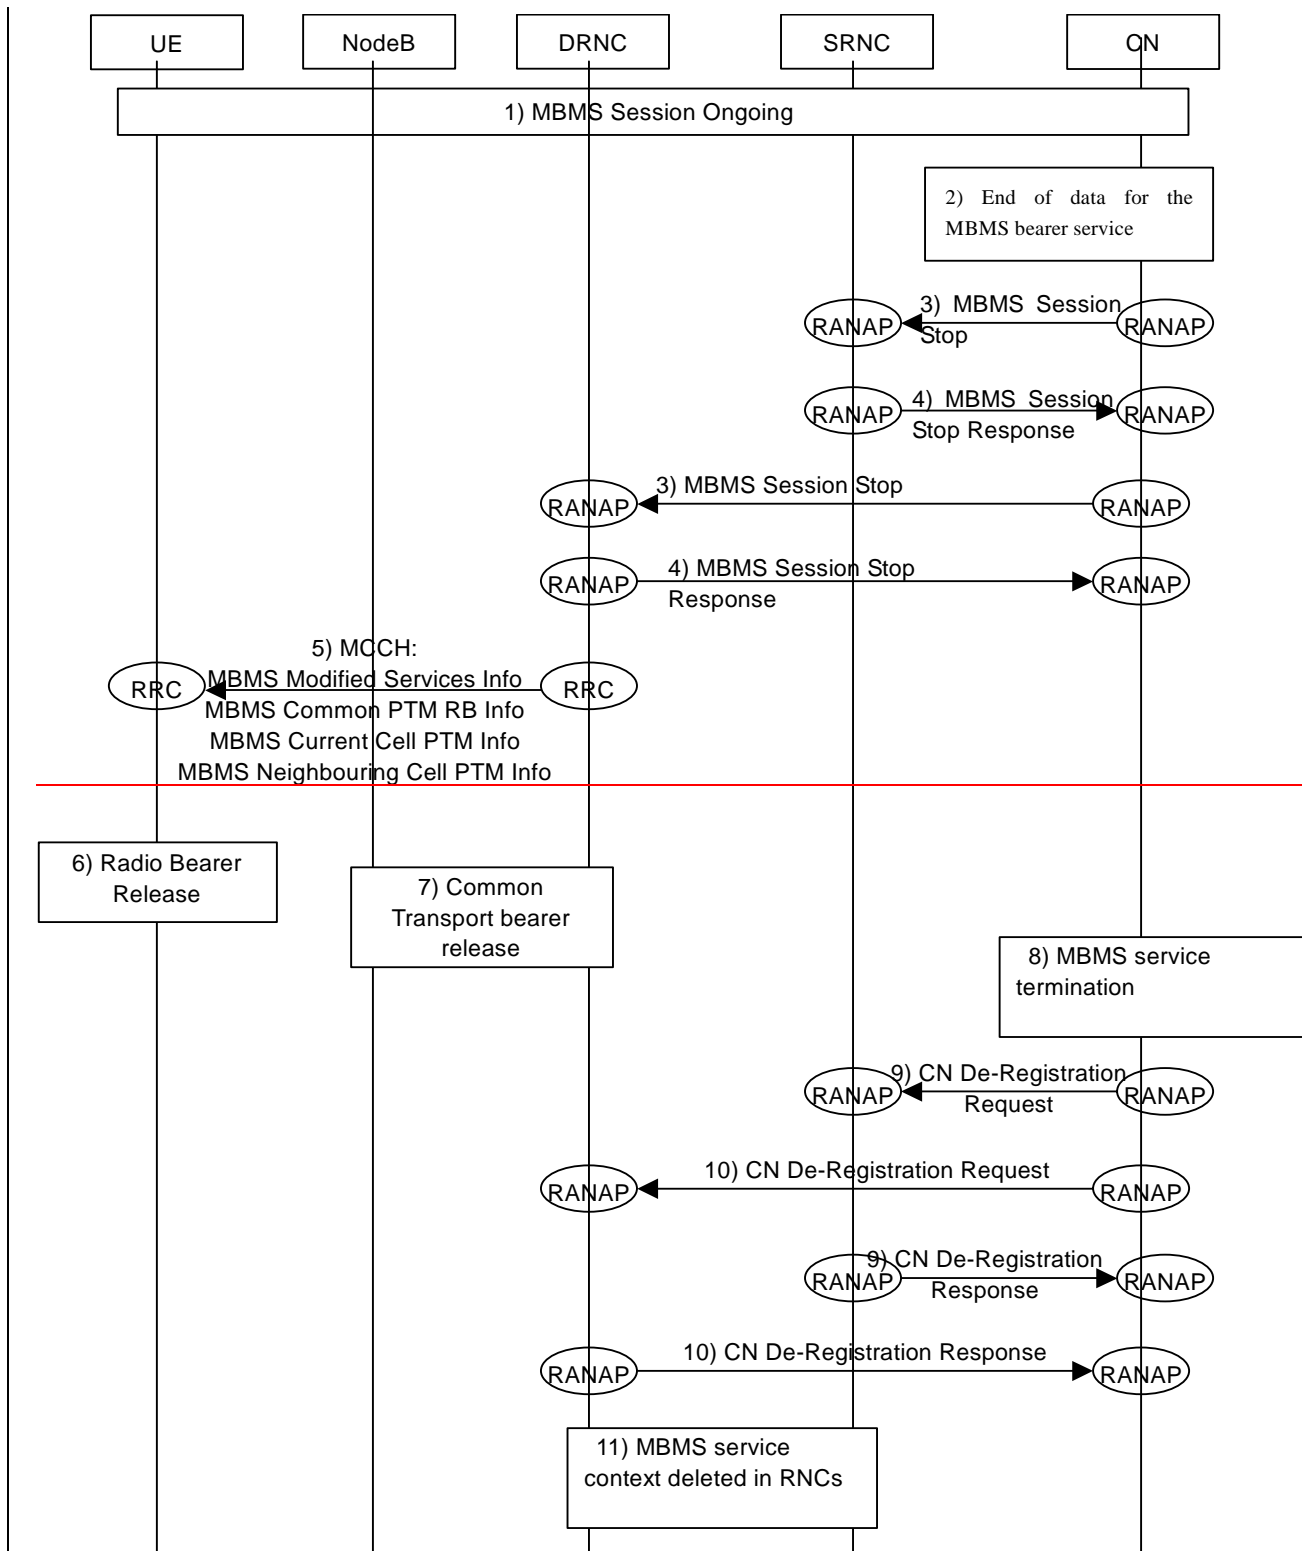 UE NodeB DRNC SRNC CN
1) MBMS Session Ongoing
2) End of data for the
MBMS bearer service
3) MBMS Session
Stop
RANAP RANAP
4) MBMS Session
Stop Response
RANAP RANAP
3) MBMS Session Stop
RANAP RANAP
4) MBMS Session Stop
Response
RANAP RANAP
5) MCCH:
MBMS Modified Services Info
MBMS Common PTM RB Info
MBMS Current Cell PTM Info
MBMS Neighbouring Cell PTM Info
RRC RRC
6) Radio Bearer
Release
7) Common
Transport bearer
release
8) MBMS service
termination
9) CN De-Registration
Request
RANAP RANAP
10) CN De-Registration Request
RANAP RANAP
9) CN De-Registration
Response
RANAP RANAP
10) CN De-Registration Response
RANAP RANAP
11) MBMS service
context deleted in RNCs